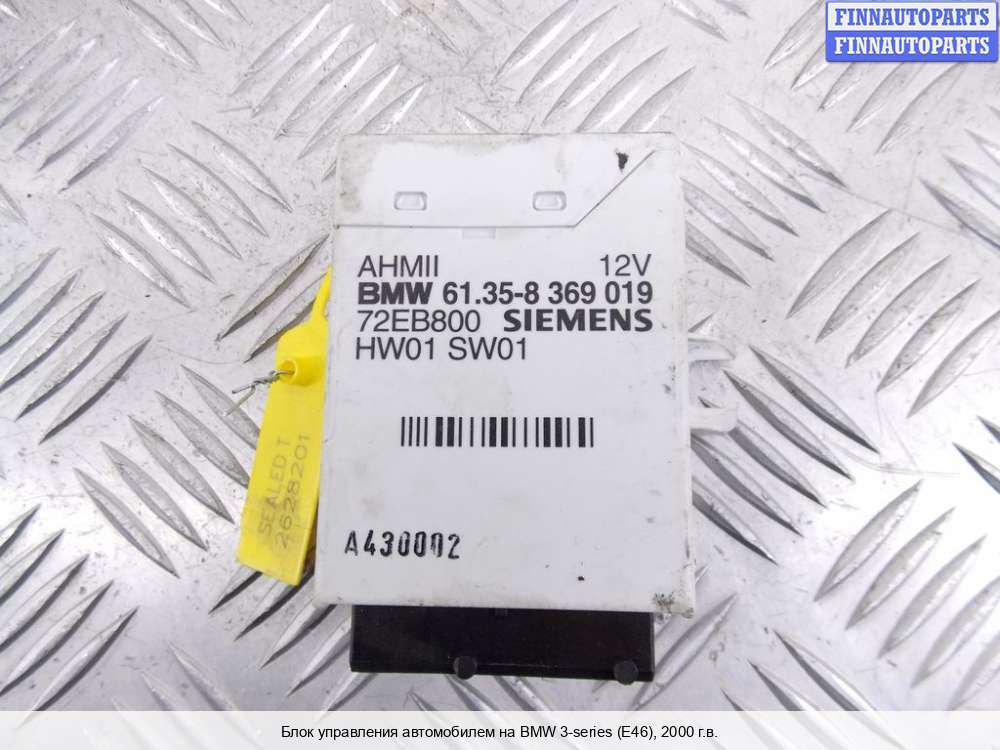 FINNAUTOPARTS
FINNAUTOPARTS
AHMII 12V
BMW 61.35-8 369 019
72EB800 SIEMENS
HW01 SW01
SEALED T
2628201
A430002
Блок управления автомобилем на BMW 3-series (E46), 2000 г.в.